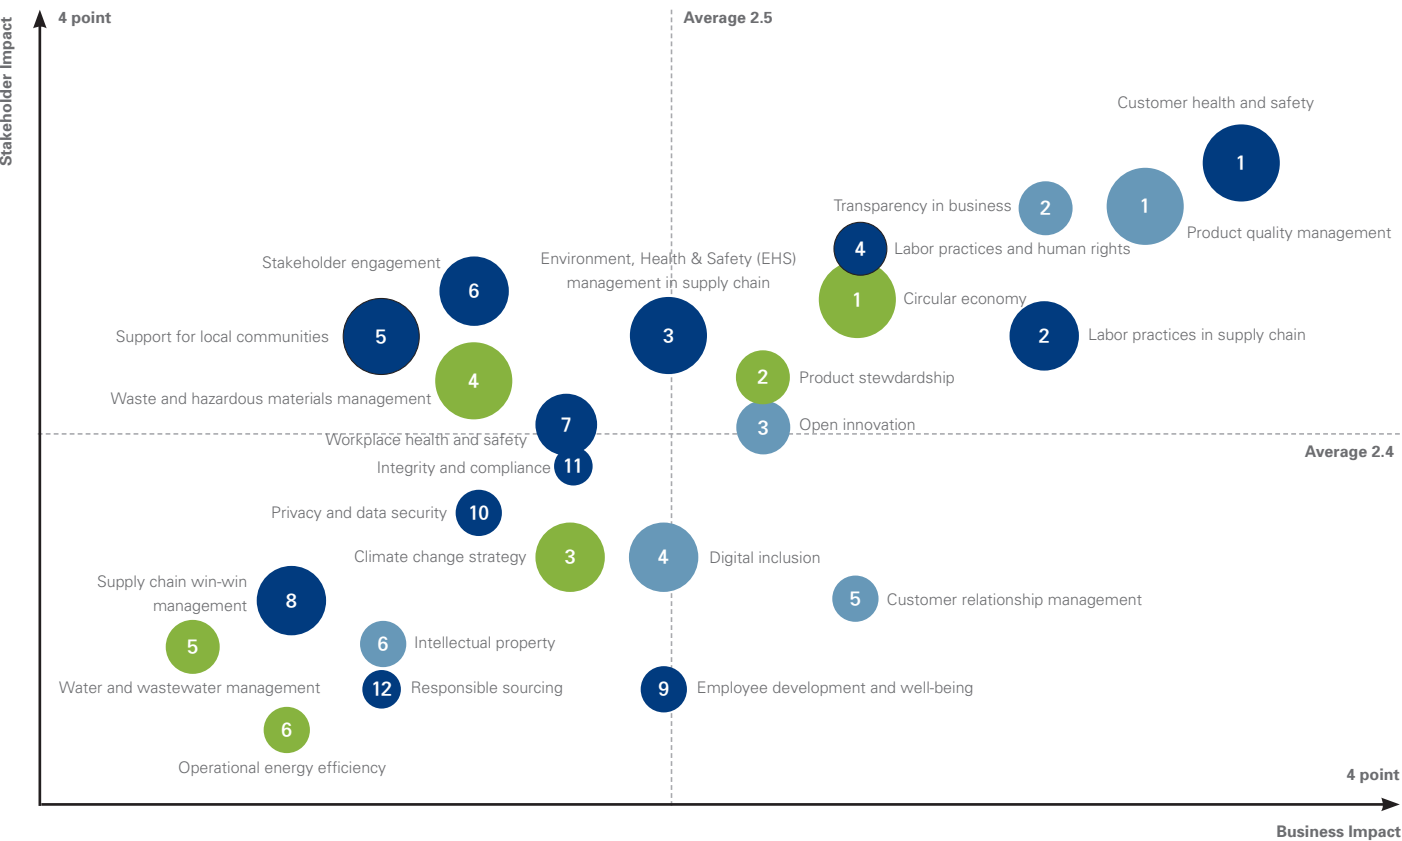 4 point
Average 2.5
Stakeholder Impact
Customer health and safety
1
Transparency in business
2
1
Product quality management
4
Labor practices and human rights
Stakeholder engagement
6
Environment, Health & Safety (EHS)
management in supply chain
3
1
Circular economy
Support for local communities
5
2
Labor practices in supply chain
4
Waste and hazardous materials management
2
Product stewdardship
7
Workplace health and safety
3
Open innovation
Average 2.4
Integrity and compliance
11
Privacy and data security
10
Climate change strategy
3
4
Digital inclusion
Supply chain win-win
management
8
5
Customer relationship management
5
Water and wastewater management
6
Intellectual property
12
Responsible sourcing
9
Employee development and well-being
6
Operational energy efficiency
4 point
Business Impact